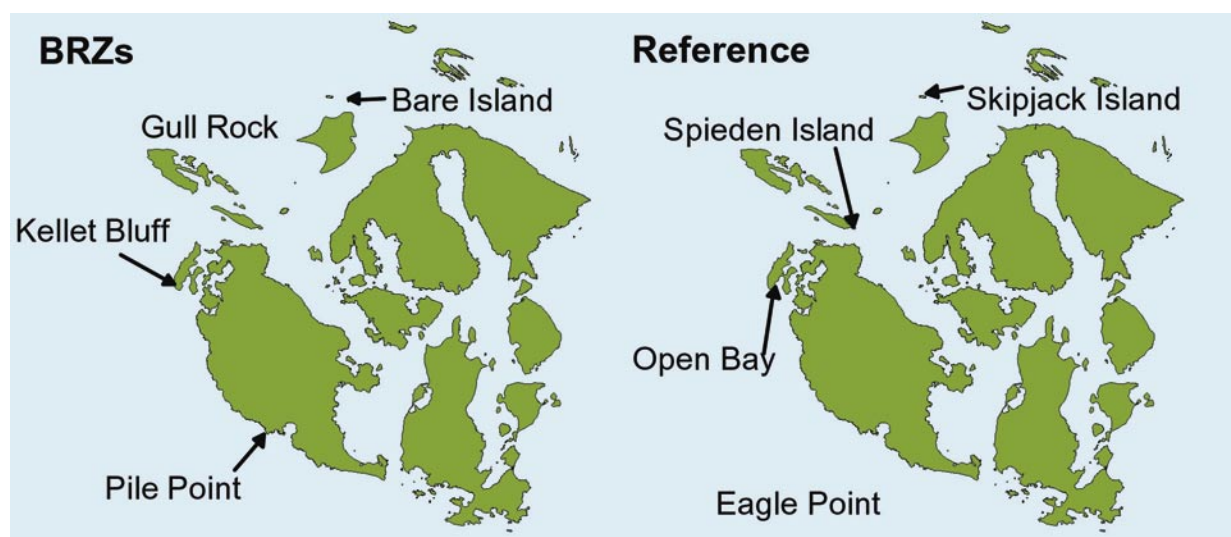 BRZs
Bare Island
Gull Rock
Kellet Bluff
Pile Point
Reference
Skipjack Island
Spieden Island
Open Bay
Eagle Point